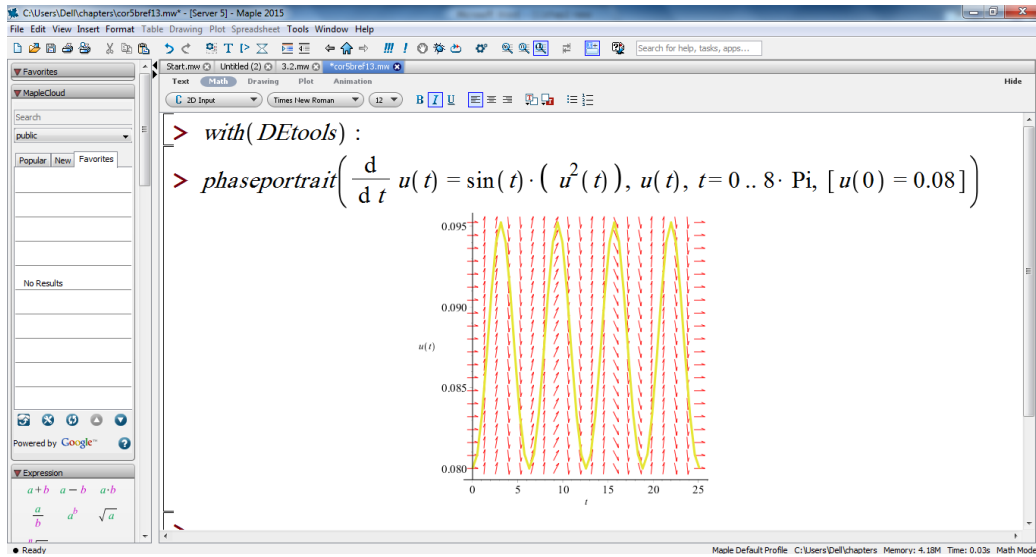 C:\Users\Dell\chapters\cor5bref13.mw* - [Server 5] - Maple 2015
File Edit View Insert Format Table Drawing Plot Spreadsheet Tools Window Help
Search for help, tasks, apps...
Favorites
MapleCloud
Search
public
Popular New Favorites
No Results
Powered by Google™
Expression
a+b a−b a·b
a/b a^b √a
Start.mw Untitled (2) 3.2.mw *cor5bref13.mw
Text Math Drawing Plot Animation Hide
C 2D Input Times New Roman 12 B I U
> with(DEtools) :
> phaseportrait( d/dt u(t) = sin(t)·( u^2(t)), u(t), t= 0 .. 8· Pi, [ u(0) = 0.08 ] )
0.095
0.090
u(t)
0.085
0.080
0 5 10 15 20 25
t
>
Ready
Maple Default Profile C:\Users\Dell\chapters Memory: 4.18M Time: 0.03s Math Mode